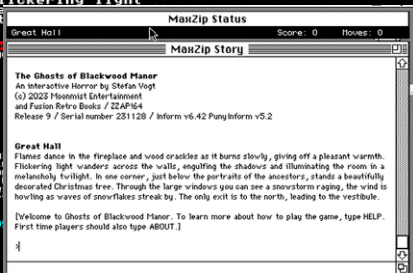 flickering light
MaxZip Status
Great Hall Score: 0 Moves: 0
MaxZip Story
The Ghosts of Blackwood Manor
An interactive Horror by Stefan Vogt
(c) 2023 Moonmist Entertainment
and Fusion Retro Books / ZZAP!64
Release 9 / Serial number 231128 / Inform v6.42 PunyInform v5.2
Great Hall
Flames dance in the fireplace and wood crackles as it burns slowly, giving off a pleasant warmth.
Flickering light wanders across the walls, engulfing the shadows and illuminating the room in a
melancholy twilight. In one corner, just below the portraits of the ancestors, stands a beautifully
decorated Christmas tree. Through the large windows you can see a snowstorm raging, the wind is
howling as waves of snowflakes streak by. The only exit is to the north, leading to the vestibule.
[Welcome to Ghosts of Blackwood Manor. To learn more about how to play the game, type HELP.
First time players should also type ABOUT.]
>